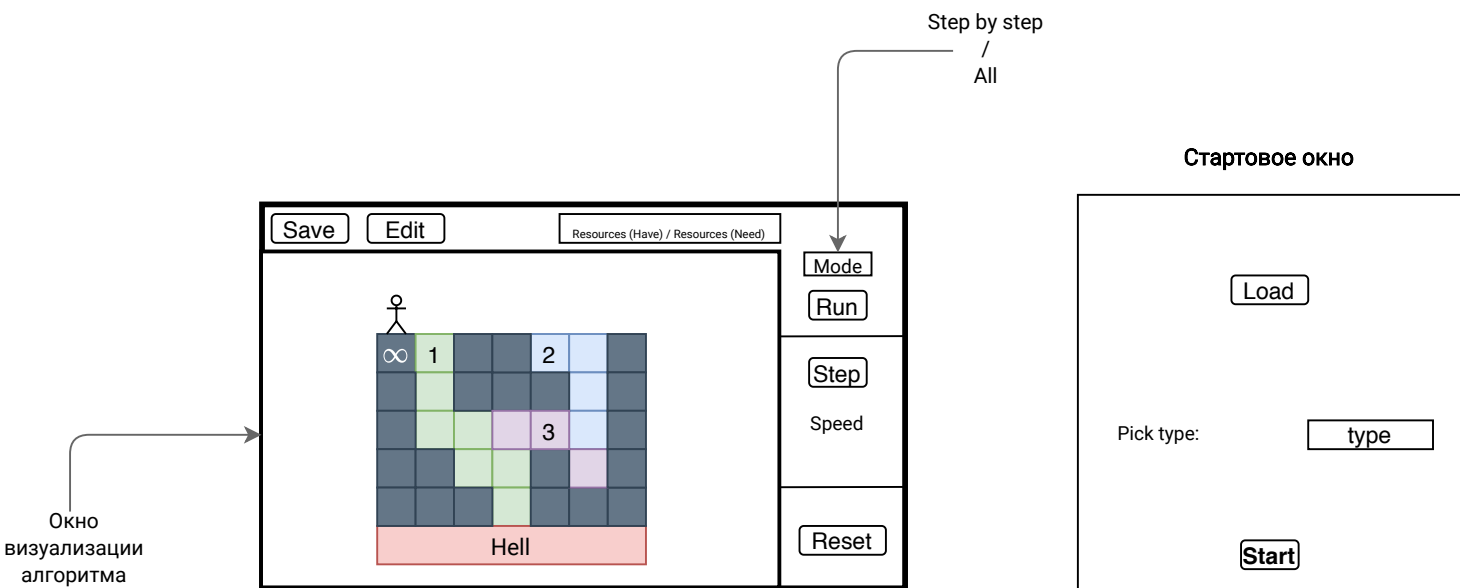 Step by step
/
All
Стартовое окно
Save
Edit
Resources (Have) / Resources (Need)
Mode
Run
Load
∞
1
2
Step
3
Speed
Pick type:
type
Окно
визуализации
алгоритма
Hell
Reset
Start